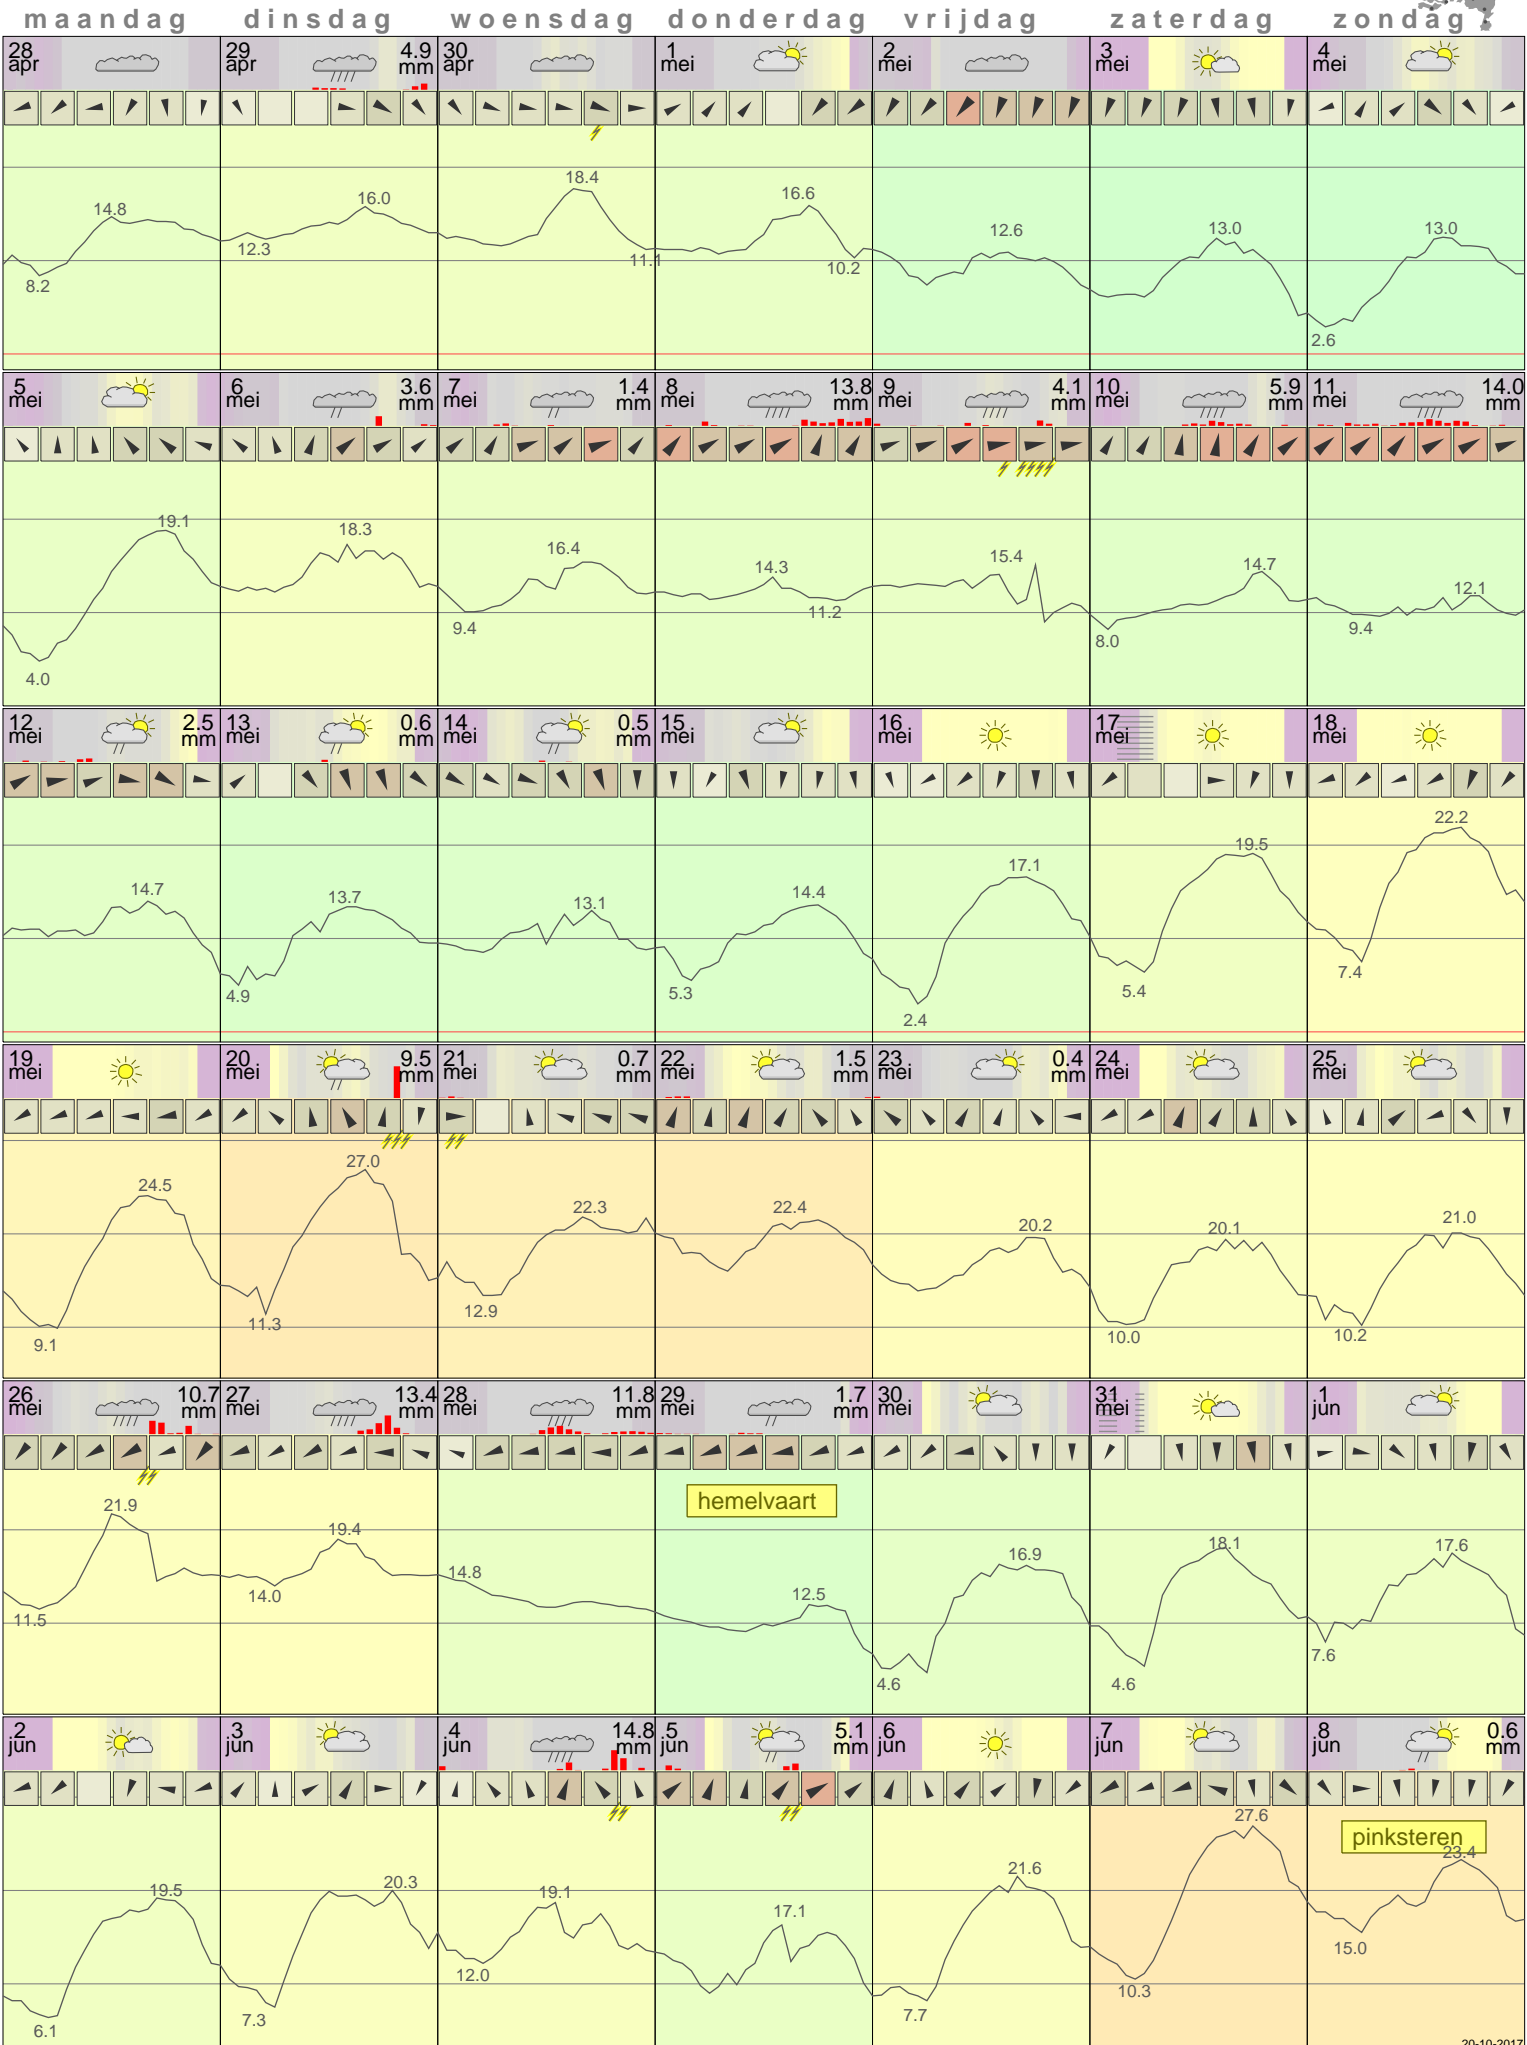 maandag dinsdag woensdag donderdag vrijdag zaterdag zondag
28 29 4.9 30 1 2 3 4
apr apr mm apr mei mei mei mei
18.4
14.8 16.0 16.6
12.6 13.0 13.0
12.3 11.1 10.2
8.2
2.6
5 6 3.6 7 1.4 8 13.8 9 4.1 10 5.9 11 14.0
mei mei mm mei mm mei mm mei mm mei mm mei mm
19.1 18.3
16.4 14.3 15.4 14.7 12.1
9.4 11.2 8.0 9.4
4.0
12 2.5 13 0.6 14 0.5 15 16 17 18
mei mm mei mm mei mm mei mei mei mei
22.2
19.5
14.7 13.7 13.1 14.4 17.1
4.9 5.3 2.4 5.4 7.4
19 20 9.5 21 0.7 22 1.5 23 0.4 24 25
mei mei mm mei mm mei mm mei mm mei mei
27.0
24.5 22.3 22.4 20.2 20.1 21.0
9.1 11.3 12.9 10.0 10.2
26 10.7 27 13.4 28 11.8 29 1.7 30 31 1
mei mm mei mm mei mm mei mm mei mei jun
hemelvaart
21.9 19.4
14.8 12.5 16.9 18.1 17.6
11.5 14.0
4.6 4.6 7.6
2 3 4 14.8 5 5.1 6 7 8 0.6
jun jun jun mm jun mm jun jun jun mm
27.6
pinksteren
23.4
19.5 20.3 19.1 17.1 21.6
12.0 10.3 15.0
6.1 7.3 7.7
20-10-2017